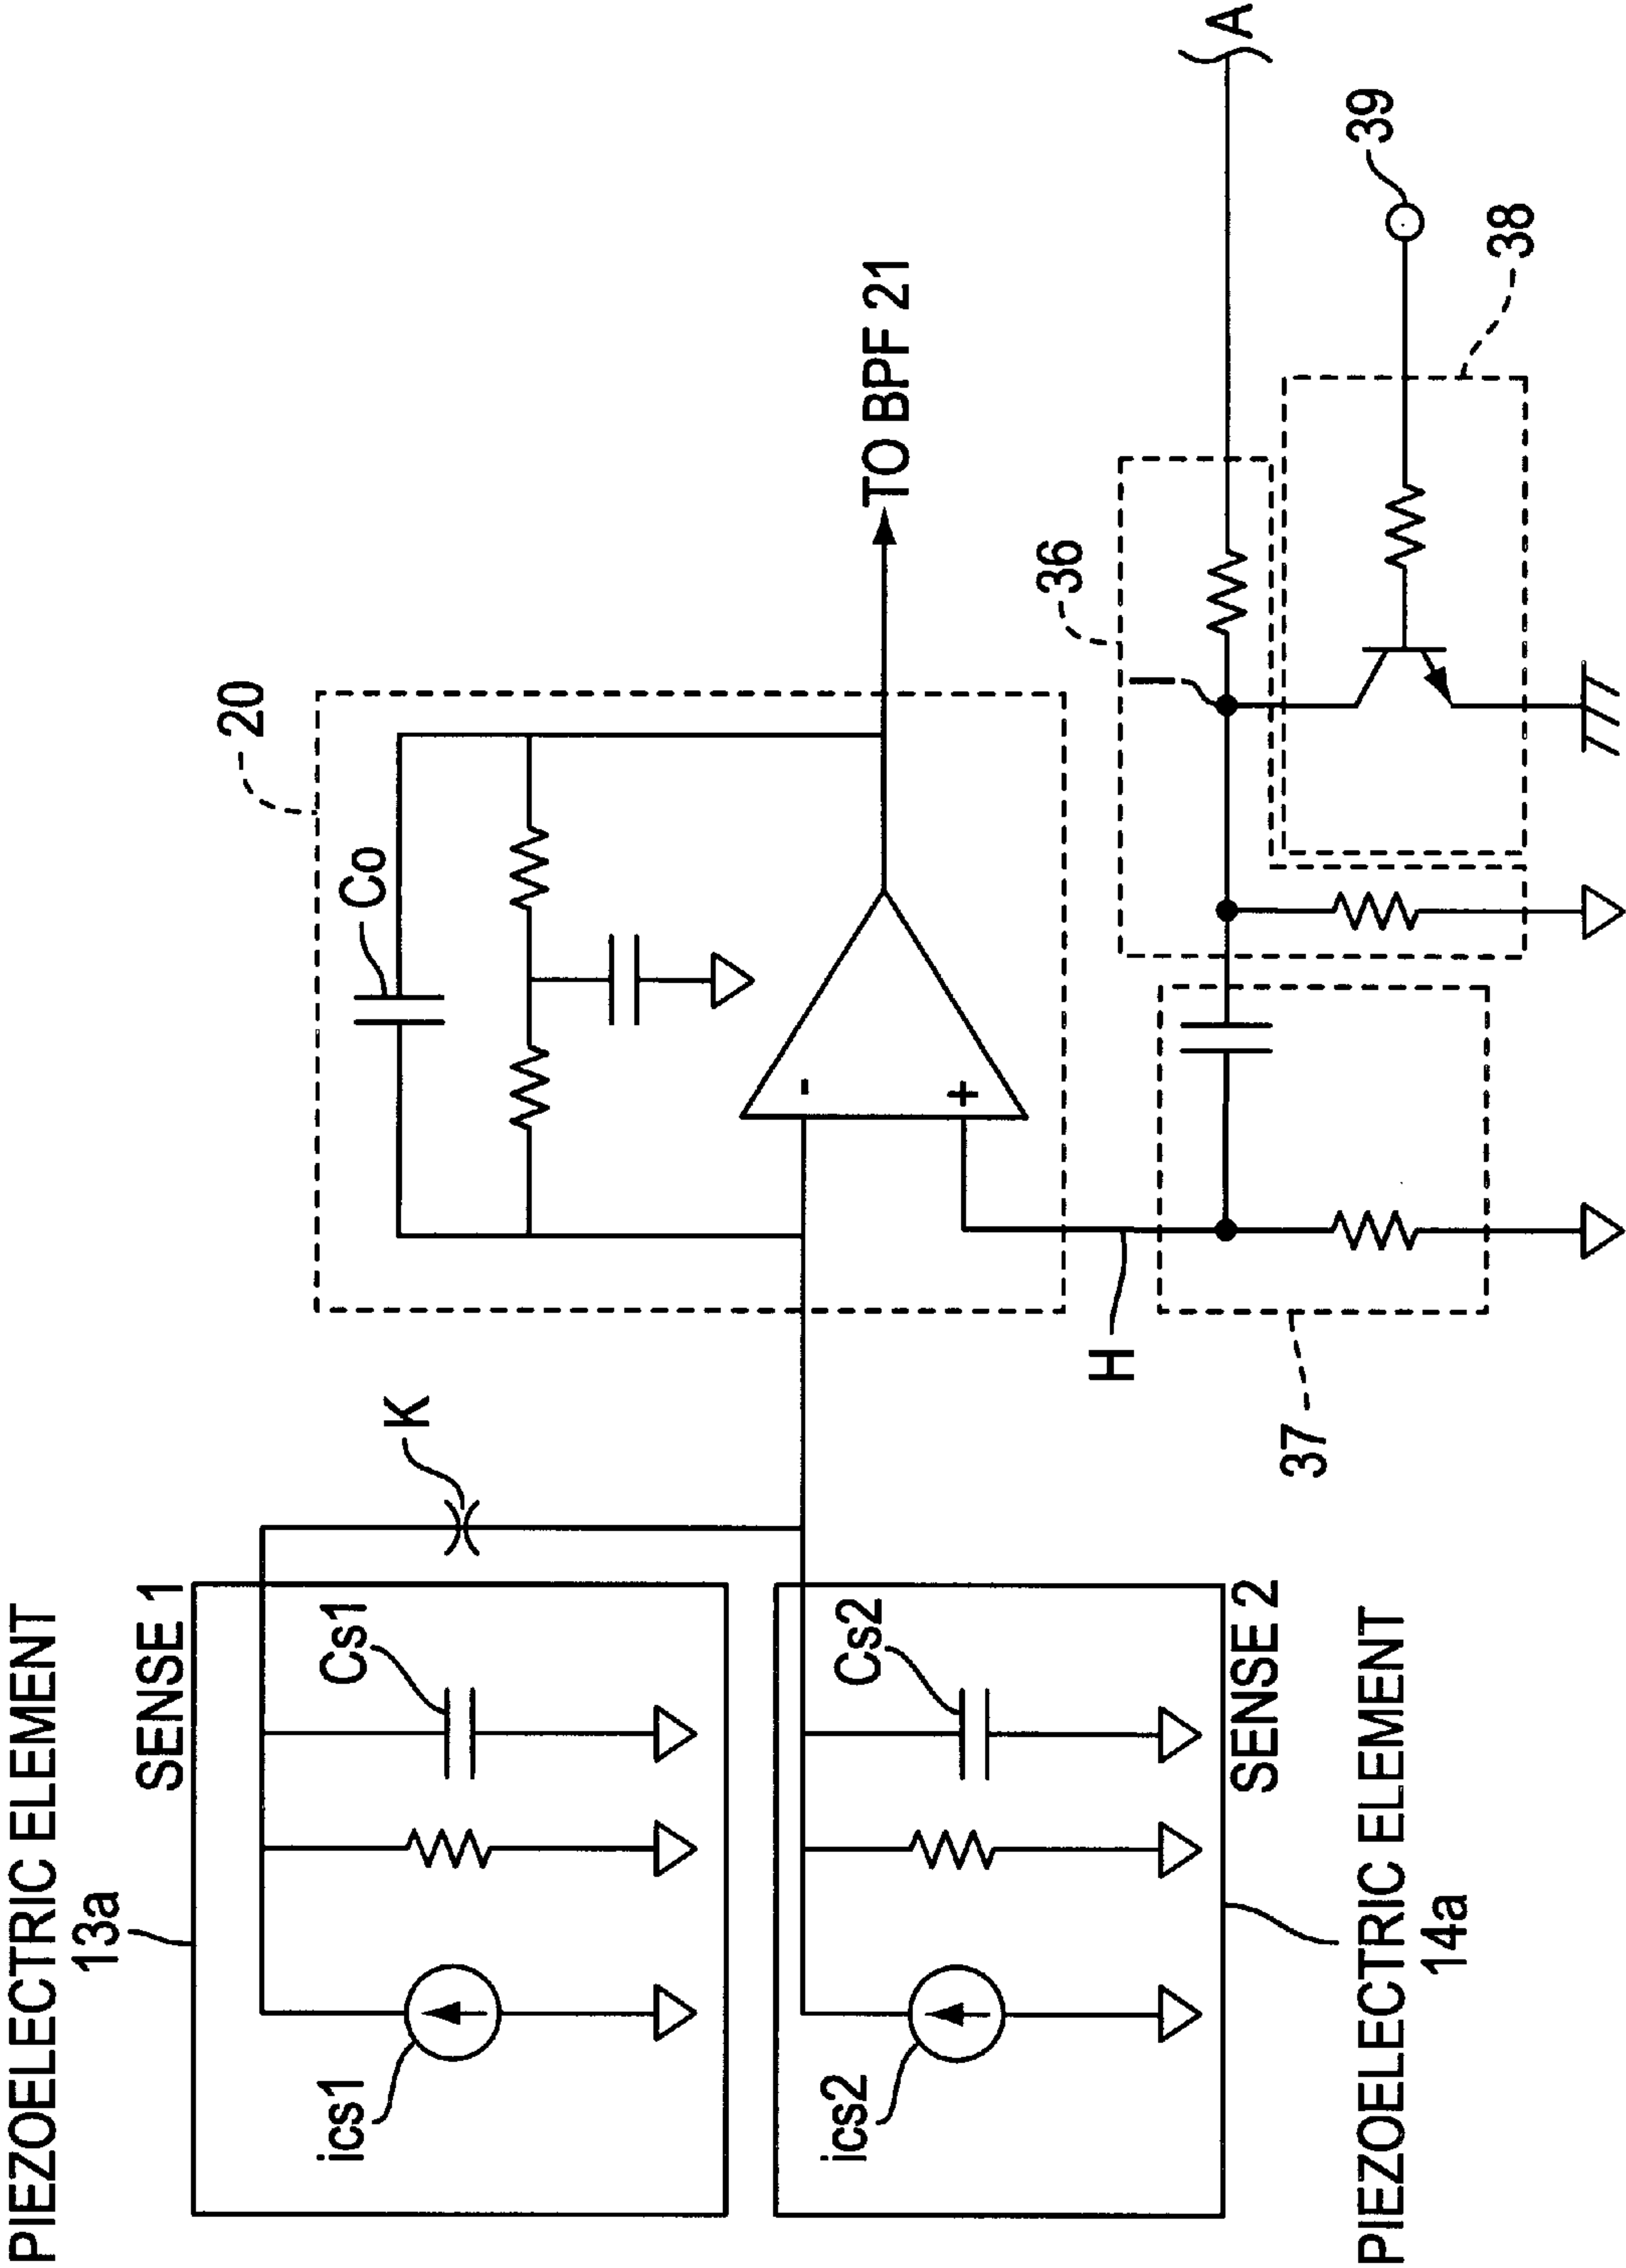 PIEZOELECTRIC ELEMENT
13a
SENSE 1
20
ics1
Cs1
Co
K
-
ics2
Cs2
TO BPF 21
+
36
H
I
A
SENSE 2
37
39
PIEZOELECTRIC ELEMENT
14a
38